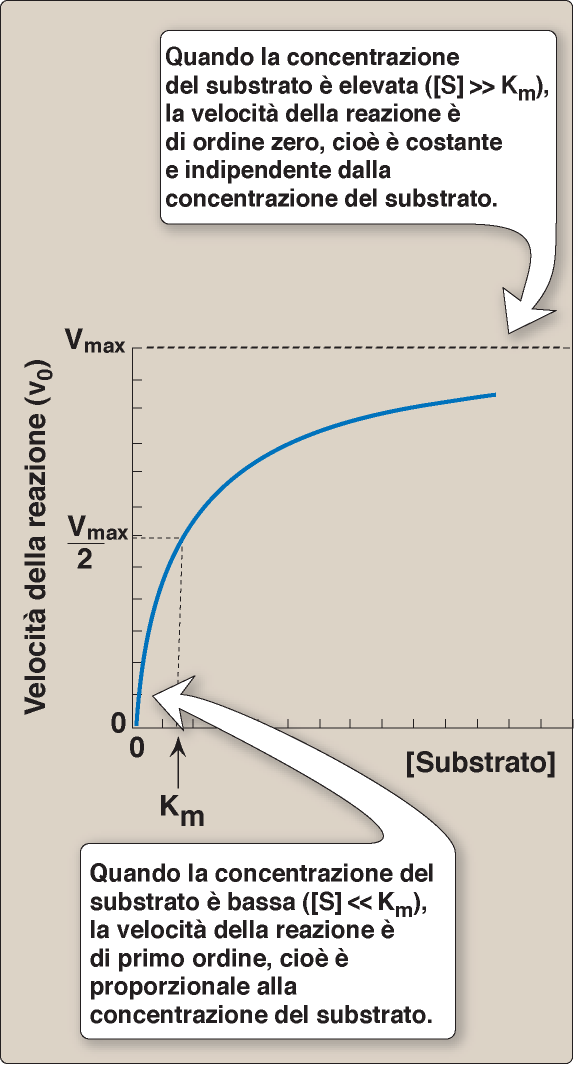 Quando la concentrazione
del substrato è elevata ([S] >> Km),
la velocità della reazione è
di ordine zero, cioè è costante
e indipendente dalla
concentrazione del substrato.
Vmax
Velocità della reazione (v0)
Vmax
2
0
0
[Substrato]
Km
Quando la concentrazione del
substrato è bassa ([S] << Km),
la velocità della reazione è
di primo ordine, cioè è
proporzionale alla
concentrazione del substrato.